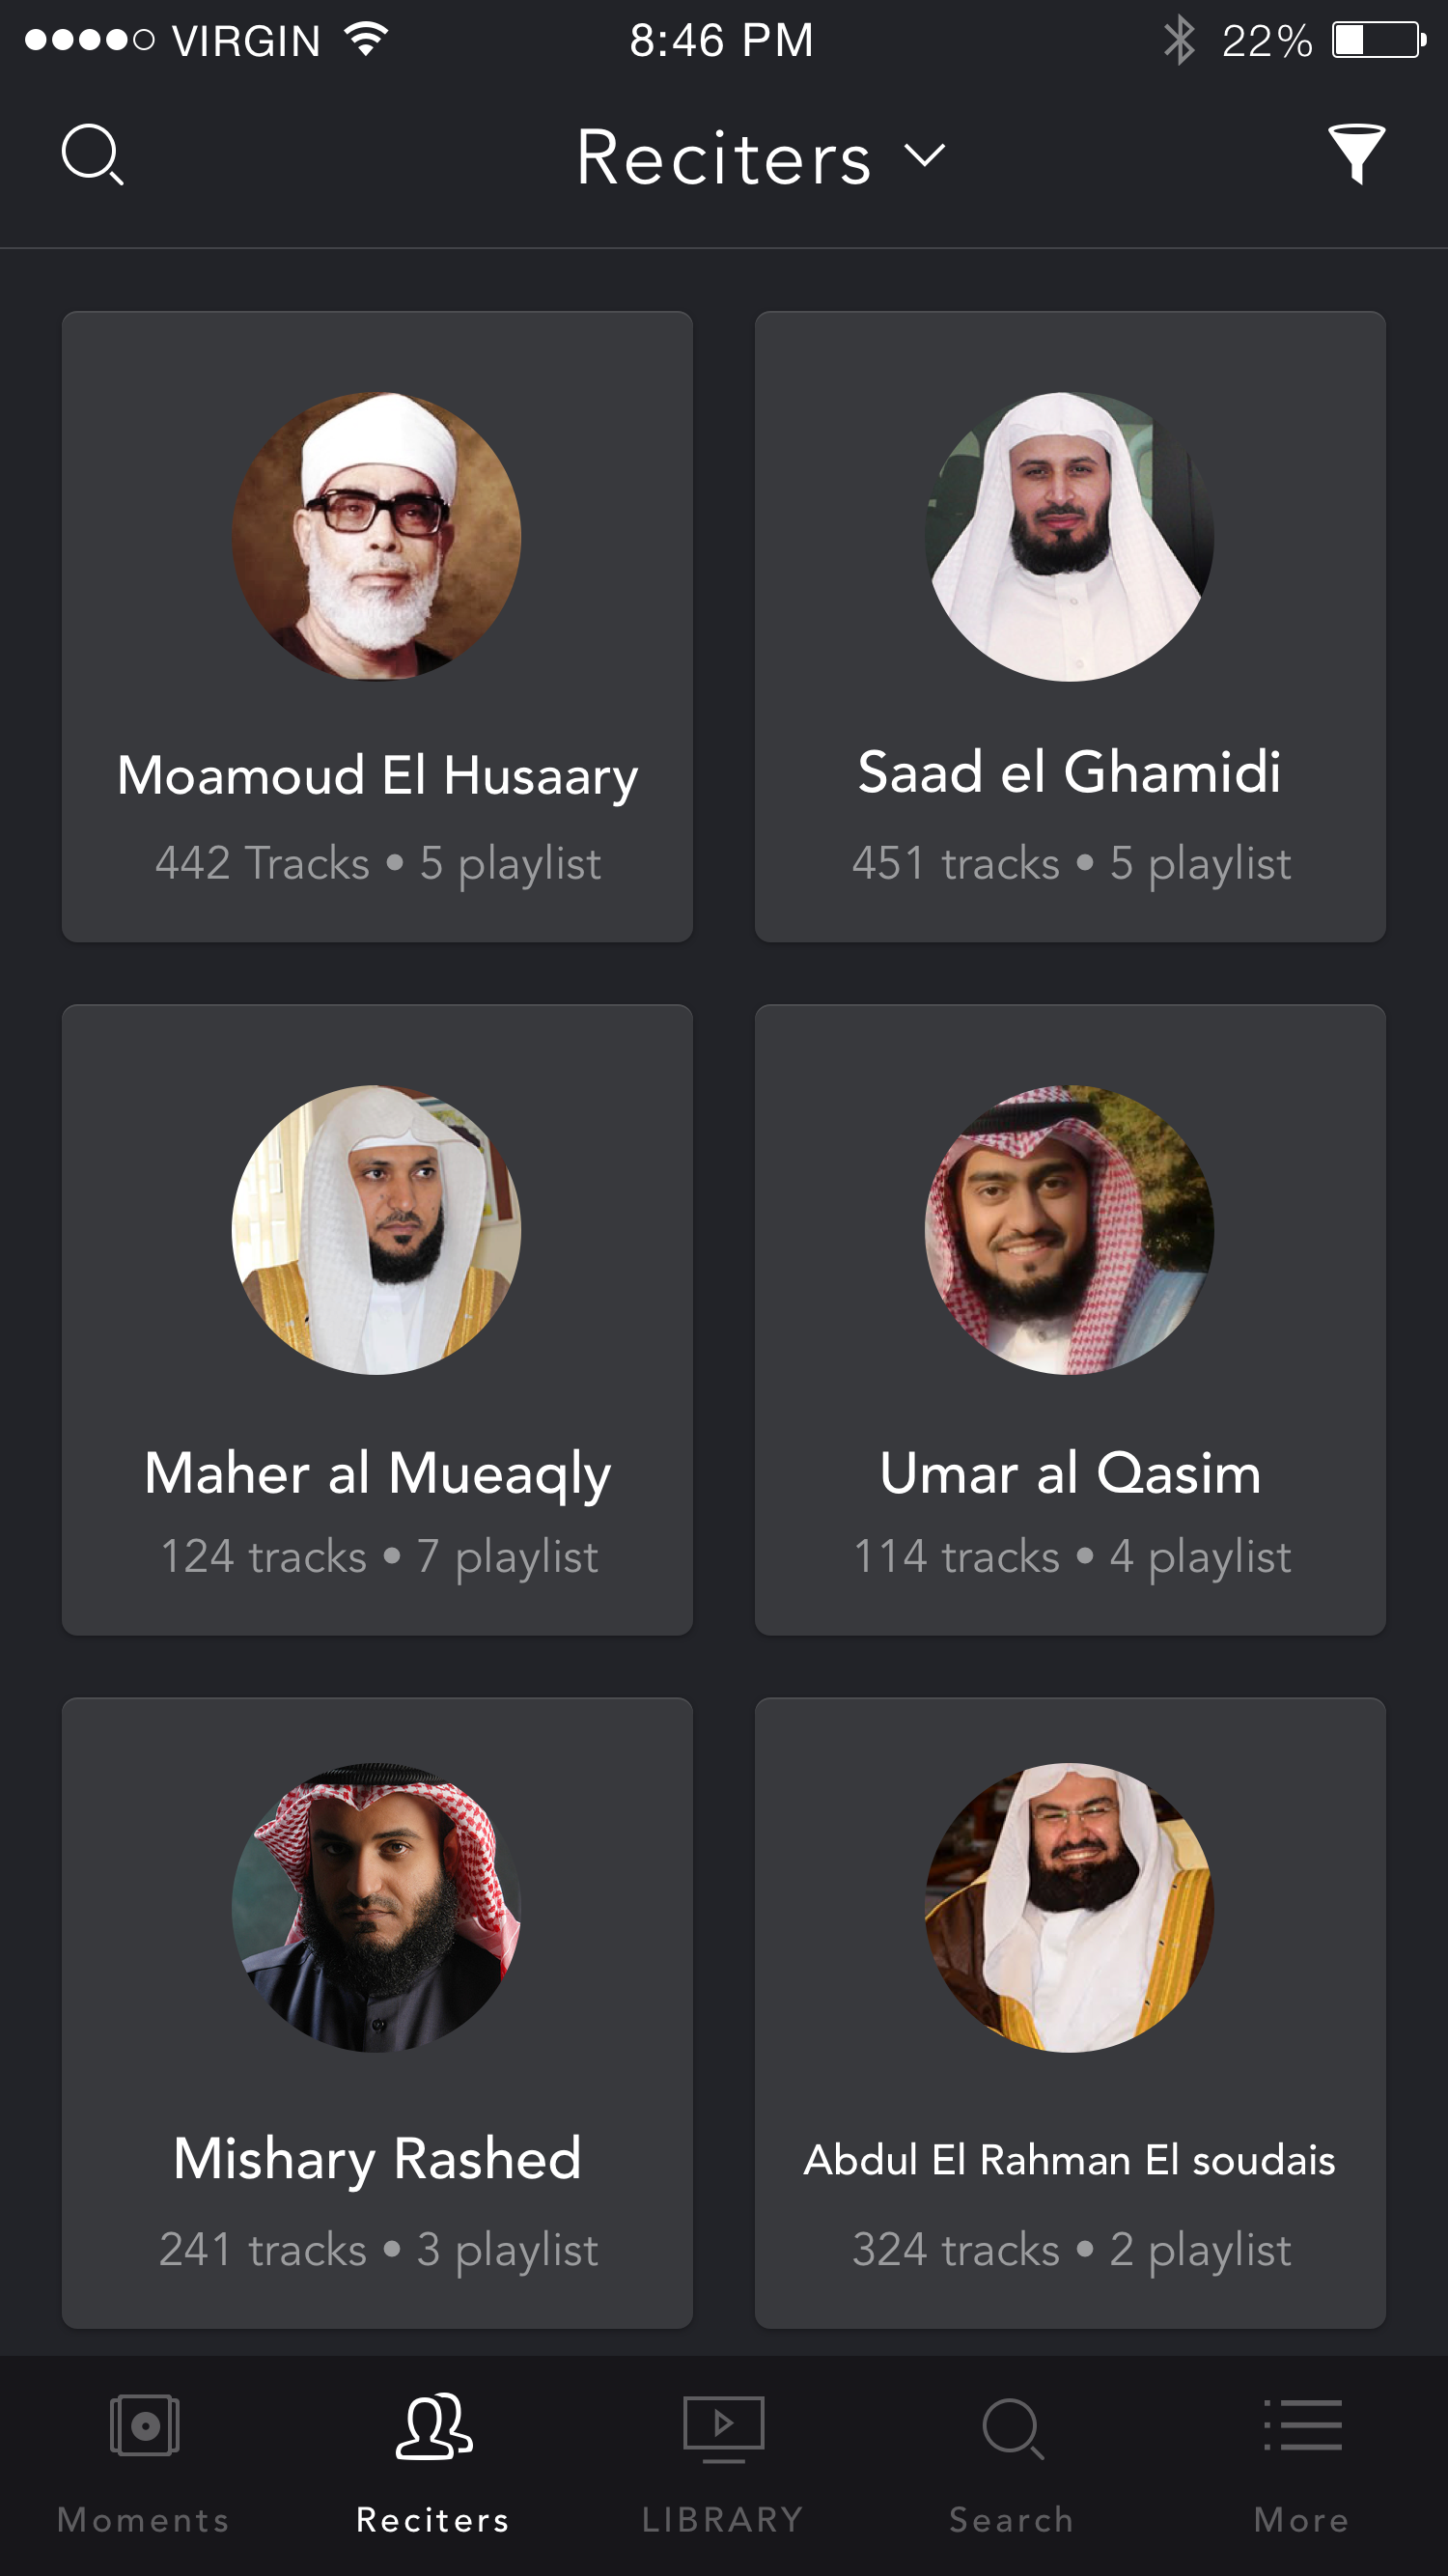 VIRGIN 8:46 PM 22%
Reciters
Moamoud El Husaary
442 Tracks • 5 playlist
Saad el Ghamidi
451 tracks • 5 playlist
Maher al Mueaqly
124 tracks • 7 playlist
Umar al Qasim
114 tracks • 4 playlist
Mishary Rashed
241 tracks • 3 playlist
Abdul El Rahman El soudais
324 tracks • 2 playlist
Moments Reciters LIBRARY Search More